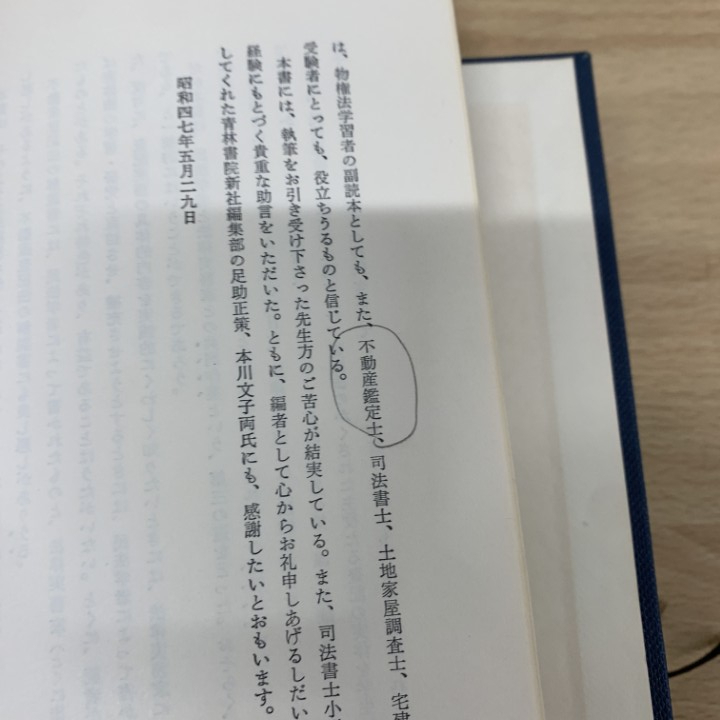 は、物権法学習者の副読本としても、また、不動産鑑定士、司法書士、土地家屋調査士、宅建
受験者にとっても、役立ちうるものと信じている。
本書には、執筆をお引き受け下さった先生方のご苦心が結実している。また、司法書士小
経験にもとづく貴重な助言をいただいた。ともに、編者として心からお礼申しあげるしだい
してくれた青林書院新社編集部の足助正策、本川文子両氏にも、感謝したいとおもいます。
昭和四七年五月二九日